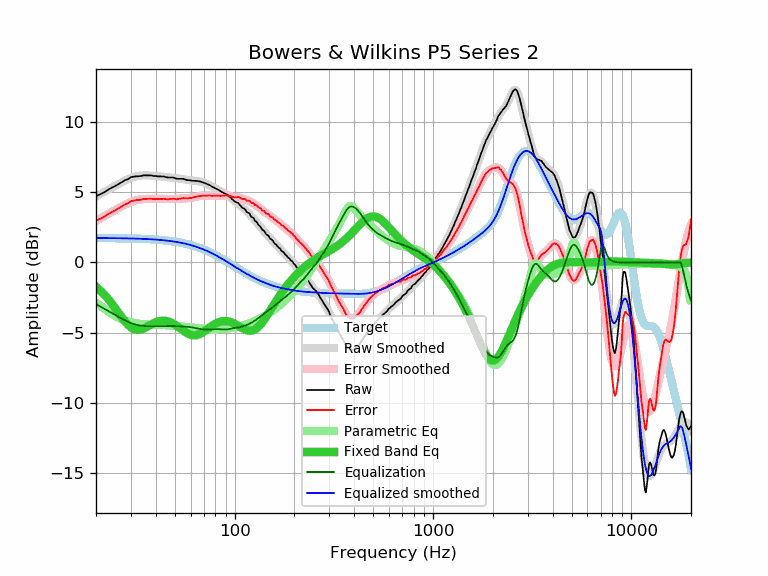 Bowers & Wilkins P5 Series 2
Amplitude (dBr)
10
5
0
−5
−10
−15
Target
Raw Smoothed
Error Smoothed
Raw
Error
Parametric Eq
Fixed Band Eq
Equalization
Equalized smoothed
100
1000
10000
Frequency (Hz)